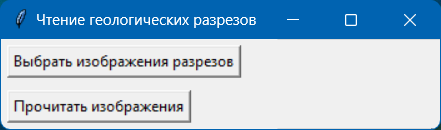 Чтение геологических разрезов
Выбрать изображения разрезов
Прочитать изображения